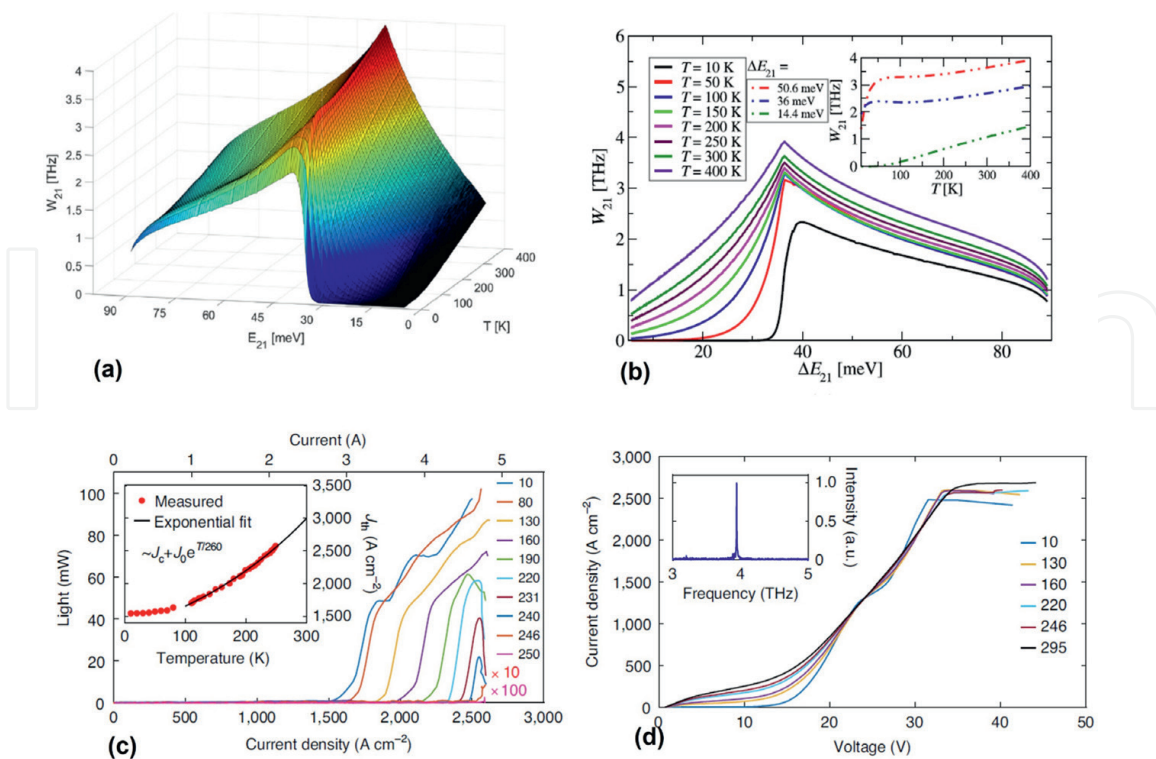 4
3.5
3
2.5
2
1.5
1
0.5
0
W21 [THz]
90
75
60
45
30
15
0
E21 [meV]
0
100
200
300
400
T [K]
(a)
6
5
4
3
2
1
0
W21 [THz]
T = 10 K
T = 50 K
T = 100 K
T = 150 K
T = 200 K
T = 250 K
T = 300 K
T = 400 K
ΔE21 =
50.6 meV
36 meV
14.4 meV
4
3
2
1
0
W21 [THz]
100 200 300 400
T [K]
20 40 60 80
ΔE21 [meV]
(b)
Current (A)
0 1 2 3 4 5
100
80
60
40
20
0
Light (mW)
Measured
Exponential fit
~Jc+J0eT/260
3,500
3,000
2,500
2,000
1,500
Jth (A cm−2)
0 100 200 300
Temperature (K)
10
80
130
160
190
220
231
240
246
250
× 10
× 100
0 500 1,000 1,500 2,000 2,500 3,000
Current density (A cm−2)
(c)
3,000
2,500
2,000
1,500
1,000
500
0
Current density (A cm−2)
1.0
0.5
0
Intensity (a.u.)
3 4 5
Frequency (THz)
10
130
160
220
246
295
0 10 20 30 40 50
Voltage (V)
(d)